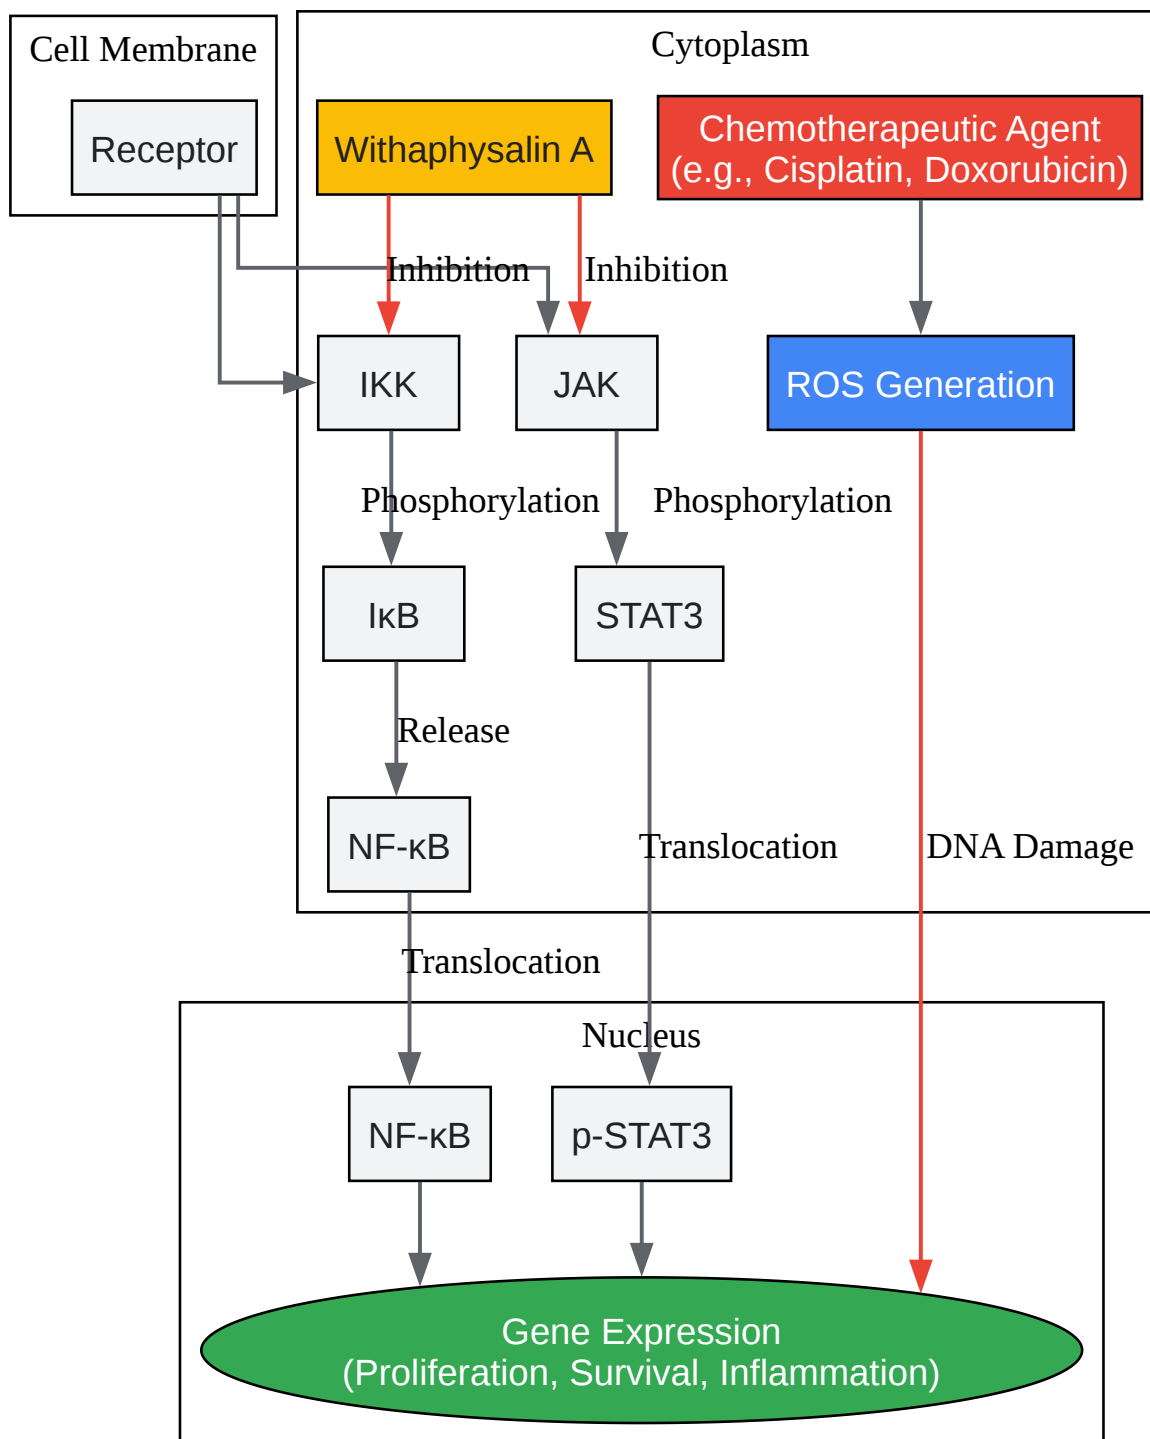 Cell Membrane
Cytoplasm
Receptor
Withaphysalin A
Chemotherapeutic Agent
(e.g., Cisplatin, Doxorubicin)
Inhibition
Inhibition
IKK
JAK
ROS Generation
Phosphorylation
Phosphorylation
IκB
STAT3
Release
NF-κB
Translocation
DNA Damage
Translocation
Nucleus
NF-κB
p-STAT3
Gene Expression
(Proliferation, Survival, Inflammation)